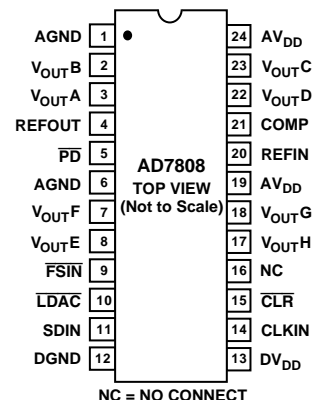 AGND 1 24 AVDD
VOUTB 2 23 VOUTC
VOUTA 3 22 VOUTD
REFOUT 4 21 COMP
PD 5 20 REFIN
AGND 6 19 AVDD
VOUTF 7 18 VOUTG
VOUTE 8 17 VOUTH
FSIN 9 16 NC
LDAC 10 15 CLR
SDIN 11 14 CLKIN
DGND 12 13 DVDD
AD7808
TOP VIEW
(Not to Scale)
NC = NO CONNECT